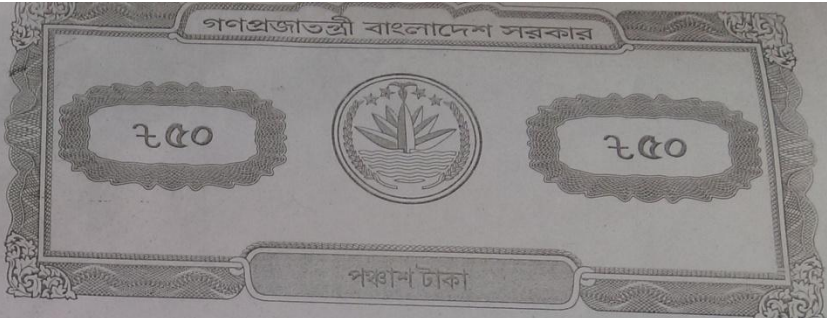 গণপ্রজাতন্ত্রী বাংলাদেশ সরকার
৳ ৫০ ৳ ৫০
পঞ্চাশ টাকা